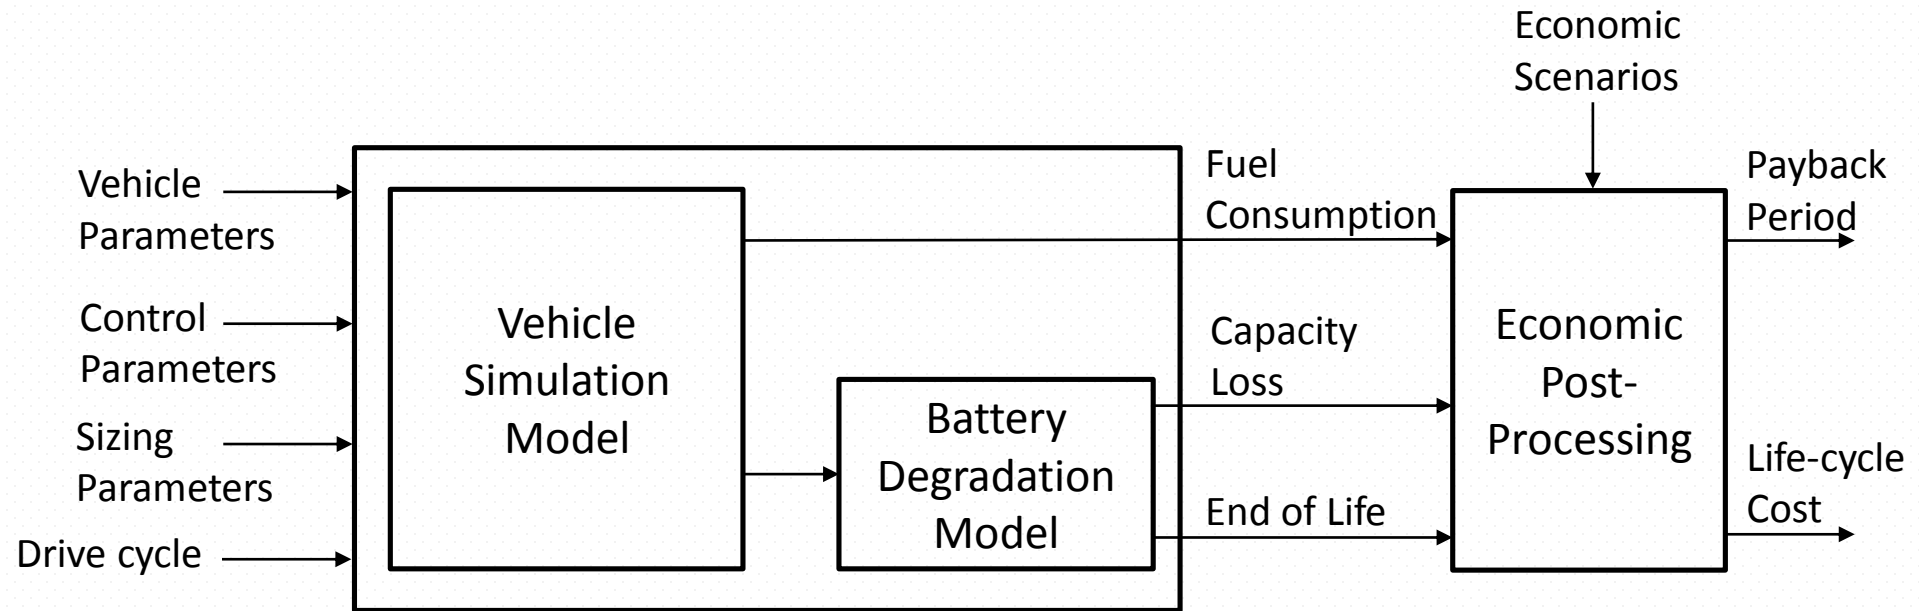 Economic
Scenarios
Vehicle
Parameters
Control
Parameters
Sizing
Parameters
Drive cycle
Vehicle
Simulation
Model
Battery
Degradation
Model
Fuel
Consumption
Capacity
Loss
End of Life
Economic
Post-
Processing
Payback
Period
Life-cycle
Cost